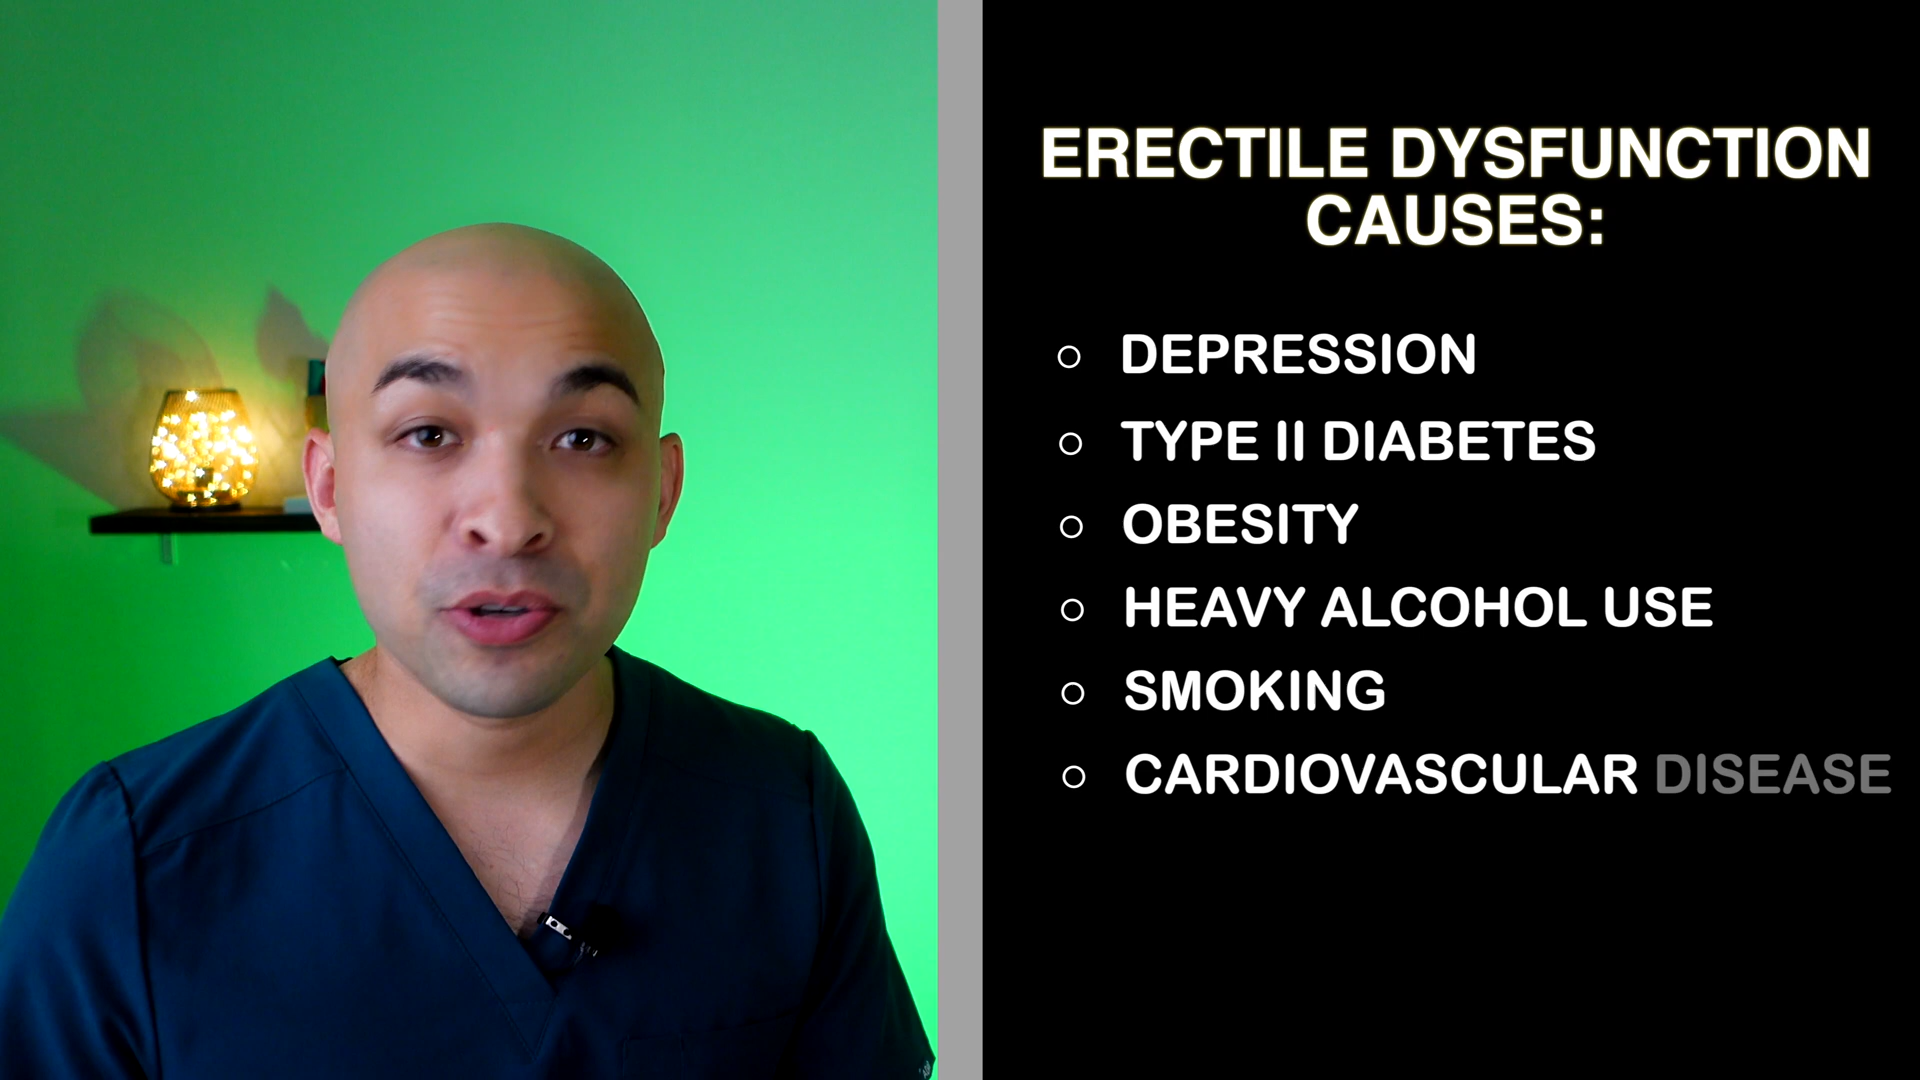 ERECTILE DYSFUNCTION
CAUSES:
DEPRESSION
TYPE II DIABETES
OBESITY
HEAVY ALCOHOL USE
SMOKING
CARDIOVASCULAR DISEASE